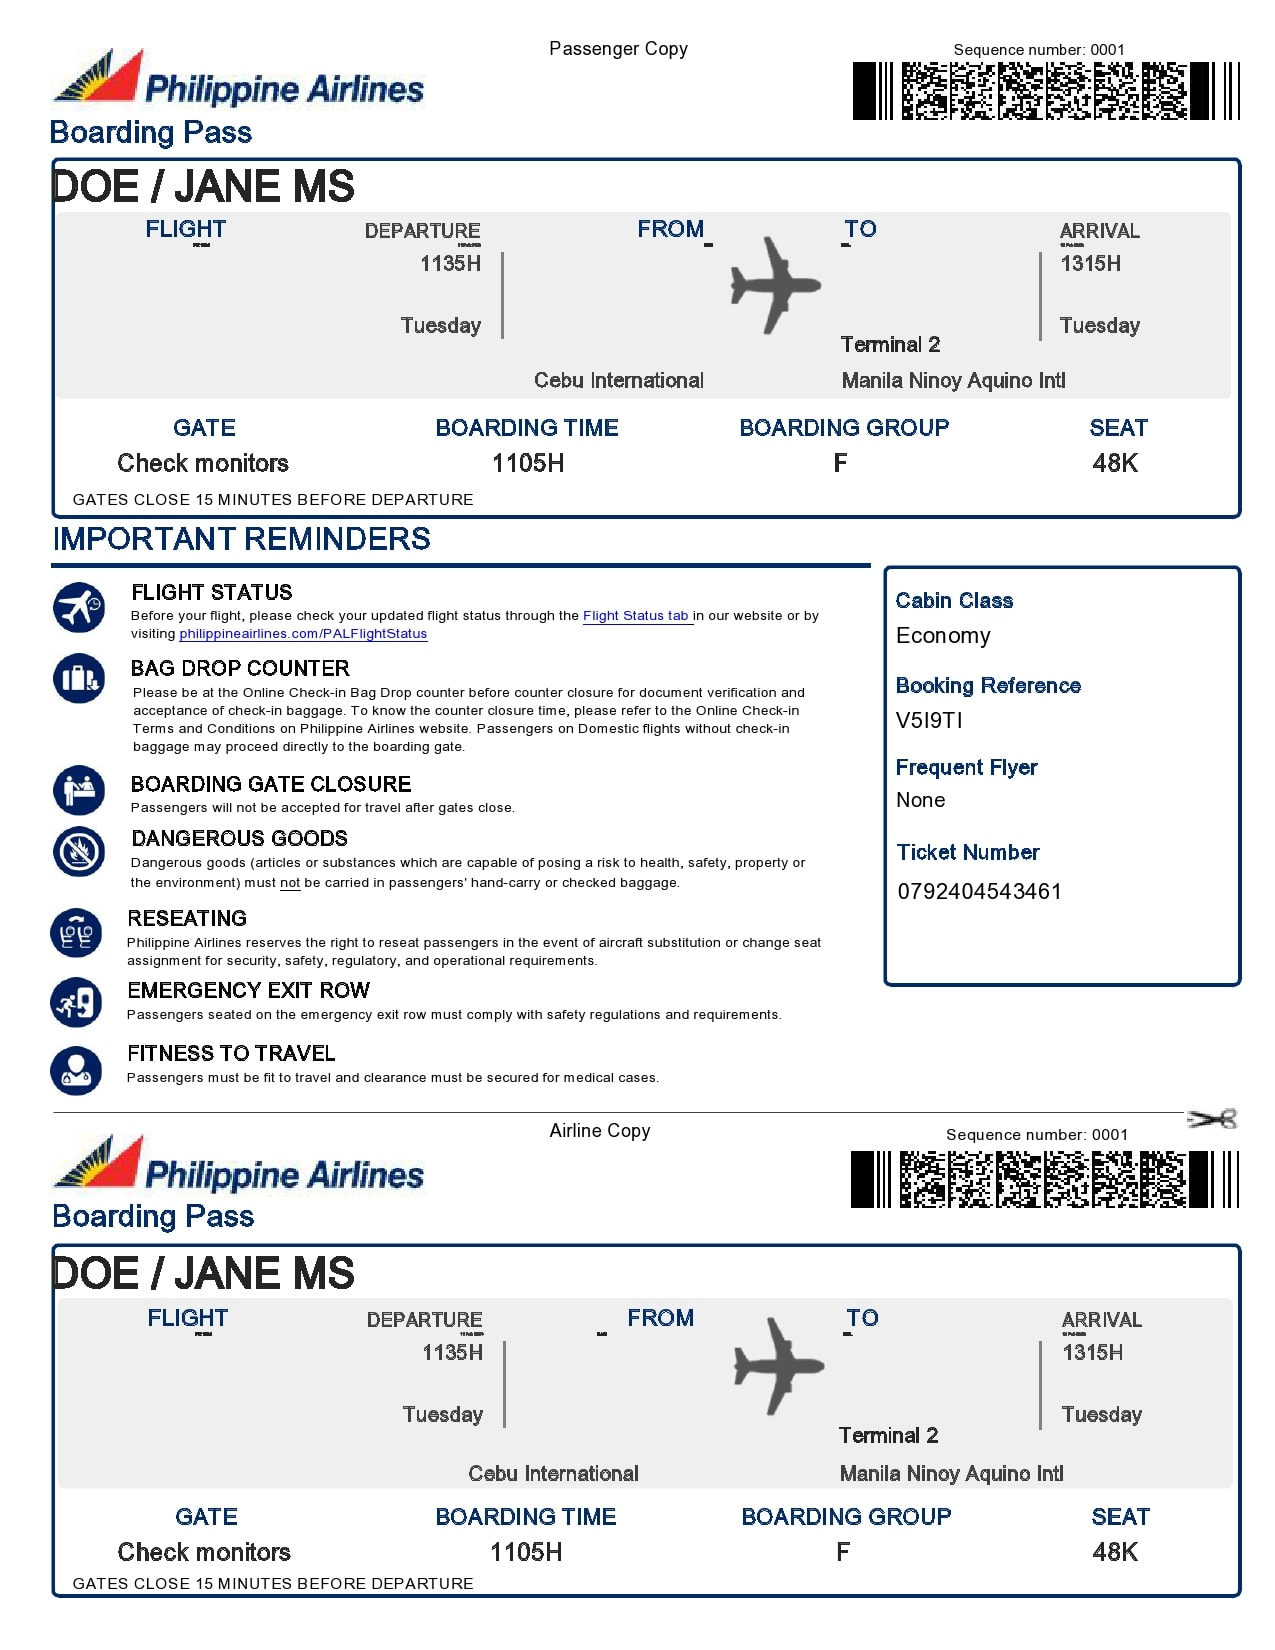 Passenger Copy
Sequence number: 0001
Philippine Airlines
Boarding Pass
DOE / JANE MS
FLIGHT DEPARTURE FROM TO ARRIVAL
1135H 1315H
Tuesday Tuesday
Terminal 2
Cebu International Manila Ninoy Aquino Intl
GATE BOARDING TIME BOARDING GROUP SEAT
Check monitors 1105H F 48K
GATES CLOSE 15 MINUTES BEFORE DEPARTURE
IMPORTANT REMINDERS
FLIGHT STATUS
Before your flight, please check your updated flight status through the Flight Status tab in our website or by
visiting philippineairlines.com/PALFlightStatus
BAG DROP COUNTER
Please be at the Online Check-in Bag Drop counter before counter closure for document verification and
acceptance of check-in baggage. To know the counter closure time, please refer to the Online Check-in
Terms and Conditions on Philippine Airlines website. Passengers on Domestic flights without check-in
baggage may proceed directly to the boarding gate.
BOARDING GATE CLOSURE
Passengers will not be accepted for travel after gates close.
DANGEROUS GOODS
Dangerous goods (articles or substances which are capable of posing a risk to health, safety, property or
the environment) must not be carried in passengers' hand-carry or checked baggage.
RESEATING
Philippine Airlines reserves the right to reseat passengers in the event of aircraft substitution or change seat
assignment for security, safety, regulatory, and operational requirements.
EMERGENCY EXIT ROW
Passengers seated on the emergency exit row must comply with safety regulations and requirements.
FITNESS TO TRAVEL
Passengers must be fit to travel and clearance must be secured for medical cases.
Cabin Class
Economy
Booking Reference
V5I9TI
Frequent Flyer
None
Ticket Number
0792404543461
Airline Copy
Sequence number: 0001
Philippine Airlines
Boarding Pass
DOE / JANE MS
FLIGHT DEPARTURE FROM TO ARRIVAL
1135H 1315H
Tuesday Tuesday
Terminal 2
Cebu International Manila Ninoy Aquino Intl
GATE BOARDING TIME BOARDING GROUP SEAT
Check monitors 1105H F 48K
GATES CLOSE 15 MINUTES BEFORE DEPARTURE